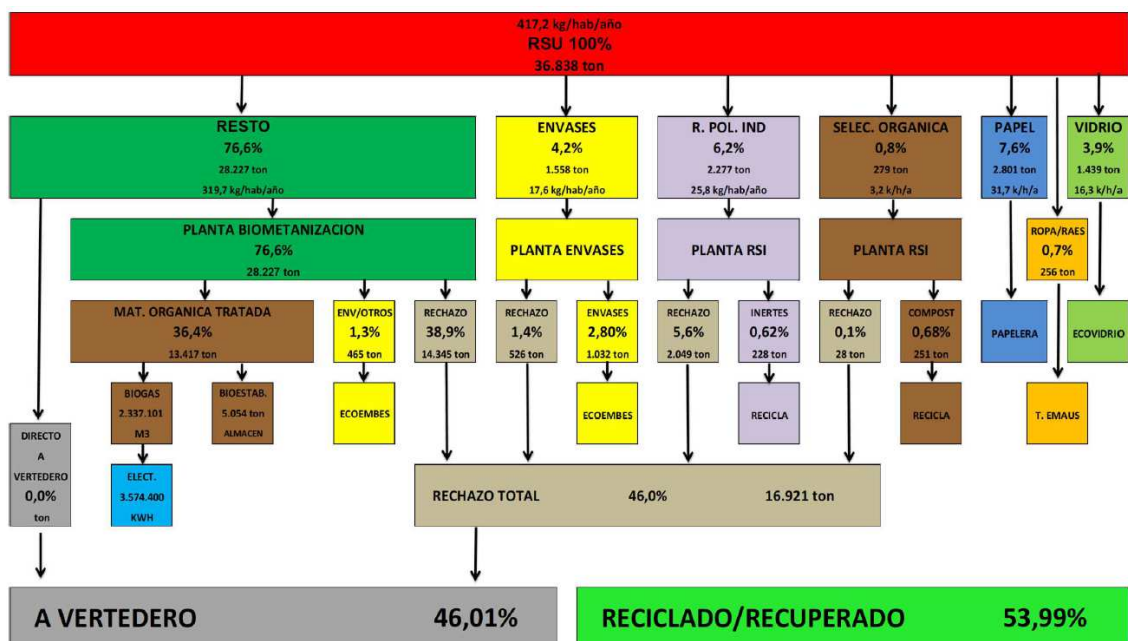 417,2 kg/hab/año
RSU 100%
36.838 ton
RESTO
76,6%
28.227 ton
319,7 kg/hab/año
ENVASES
4,2%
1.558 ton
17,6 kg/hab/año
R. POL. IND
6,2%
2.277 ton
25,8 kg/hab/año
SELEC. ORGANICA
0,8%
279 ton
3,2 k/h/a
PAPEL
7,6%
2.801 ton
31,7 k/h/a
VIDRIO
3,9%
1.439 ton
16,3 k/h/a
PLANTA BIOMETANIZACION
76,6%
28.227 ton
PLANTA ENVASES
PLANTA RSI
PLANTA RSI
ROPA/RAES
0,7%
256 ton
MAT. ORGANICA TRATADA
36,4%
13.417 ton
ENV/OTROS
1,3%
465 ton
RECHAZO
38,9%
14.345 ton
RECHAZO
1,4%
526 ton
ENVASES
2,80%
1.032 ton
RECHAZO
5,6%
2.049 ton
INERTES
0,62%
228 ton
RECHAZO
0,1%
28 ton
COMPOST
0,68%
251 ton
PAPELERA
ECOVIDRIO
BIOGAS
2.337.101
M3
BIOESTAB.
5.054 ton
ALMACEN
ECOEMBES
ECOEMBES
RECICLA
RECICLA
T. EMAUS
DIRECTO
A
VERTEDERO
0,0%
ton
ELECT.
3.574.400
KWH
RECHAZO TOTAL 46,0% 16.921 ton
A VERTEDERO 46,01%
RECICLADO/RECUPERADO 53,99%